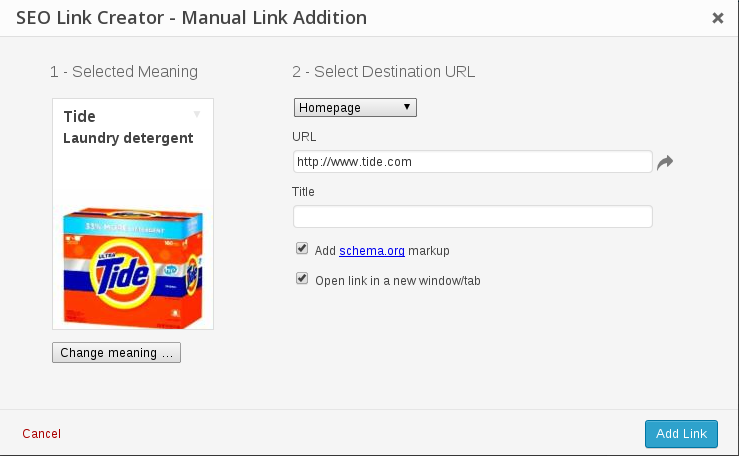 SEO Link Creator - Manual Link Addition
1 - Selected Meaning
Tide
Laundry detergent
ULTRA
Tide
Change meaning ...
2 - Select Destination URL
Homepage
URL
http://www.tide.com
Title
Add schema.org markup
Open link in a new window/tab
Cancel
Add Link